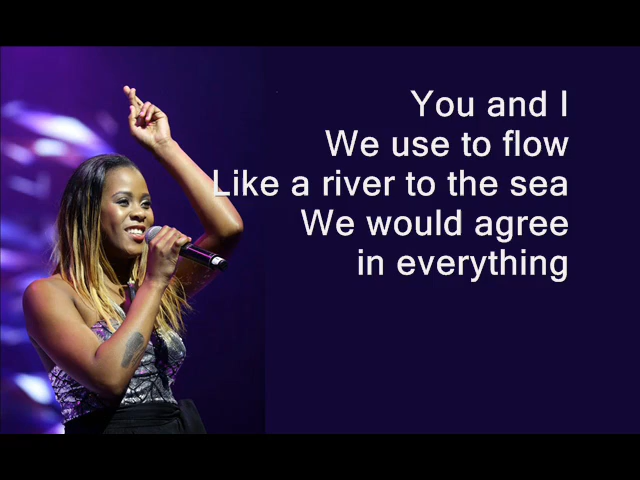 You and I
We use to flow
Like a river to the sea
We would agree
in everything